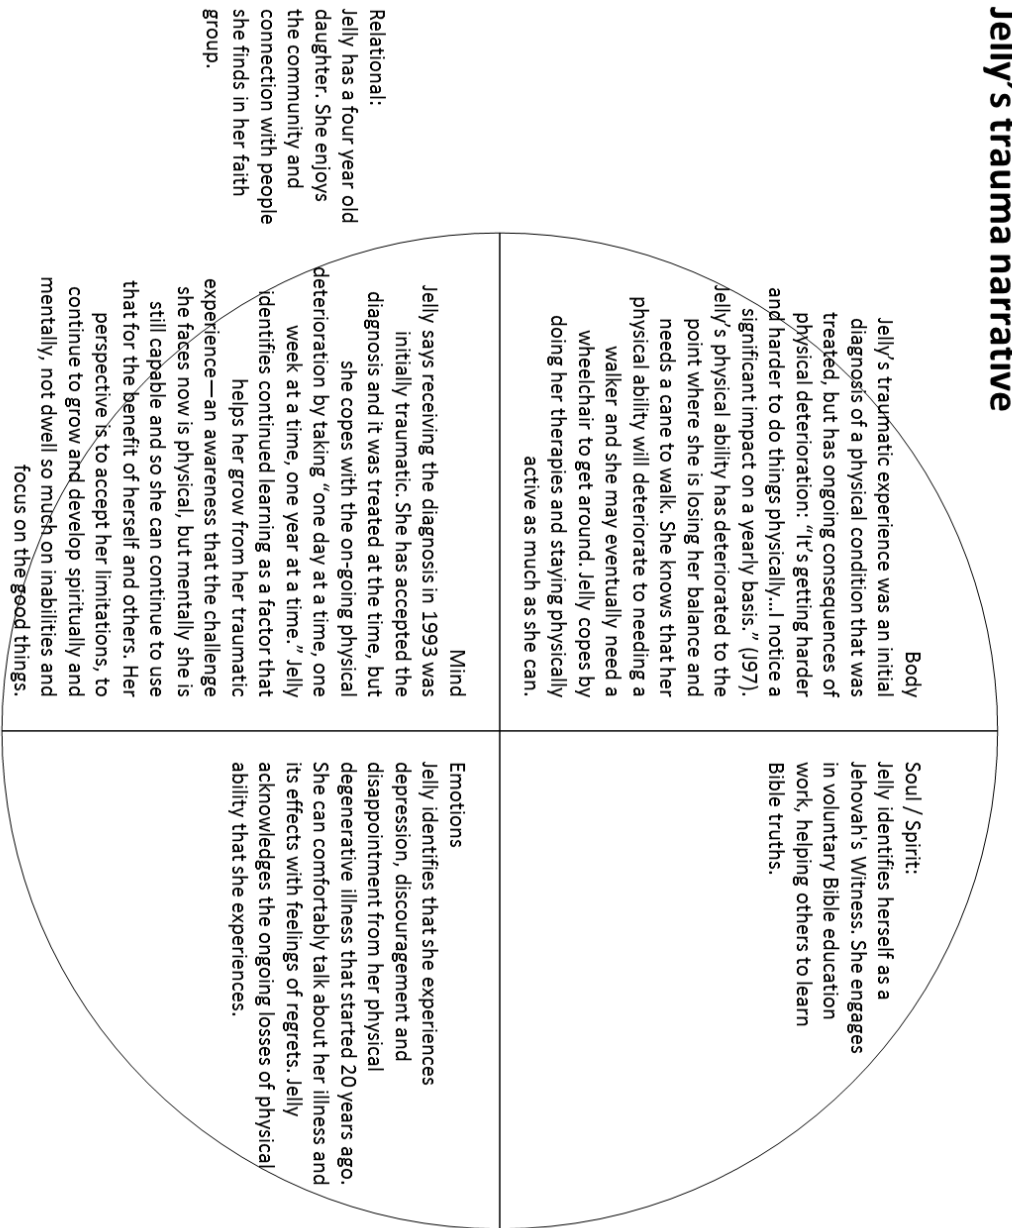 Jelly's trauma narrative
Body
Jelly's traumatic experience was an initial
diagnosis of a physical condition that was
treated, but has ongoing consequences of
physical deterioration: "It's getting harder
and harder to do things physically...I notice a
significant impact on a yearly basis." (J97).
Jelly's physical ability has deteriorated to the
point where she is losing her balance and
needs a cane to walk. She knows that her
physical ability will deteriorate to needing a
walker and she may eventually need a
wheelchair to get around. Jelly copes by
doing her therapies and staying physically
active as much as she can.
Soul / Spirit:
Jelly identifies herself as a
Jehovah's Witness. She engages
in voluntary Bible education
work, helping others to learn
Bible truths.
Mind
Jelly says receiving the diagnosis in 1993 was
initially traumatic. She has accepted the
diagnosis and it was treated at the time, but
she copes with the on-going physical
deterioration by taking "one day at a time, one
week at a time, one year at a time." Jelly
identifies continued learning as a factor that
helps her grow from her traumatic
experience—an awareness that the challenge
she faces now is physical, but mentally she is
still capable and so she can continue to use
that for the benefit of herself and others. Her
perspective is to accept her limitations, to
continue to grow and develop spiritually and
mentally, not dwell so much on inabilities and
focus on the good things.
Emotions
Jelly identifies that she experiences
depression, discouragement and
disappointment from her physical
degenerative illness that started 20 years ago.
She can comfortably talk about her illness and
its effects with feelings of regrets. Jelly
acknowledges the ongoing losses of physical
ability that she experiences.
Relational:
Jelly has a four year old
daughter. She enjoys
the community and
connection with people
she finds in her faith
group.